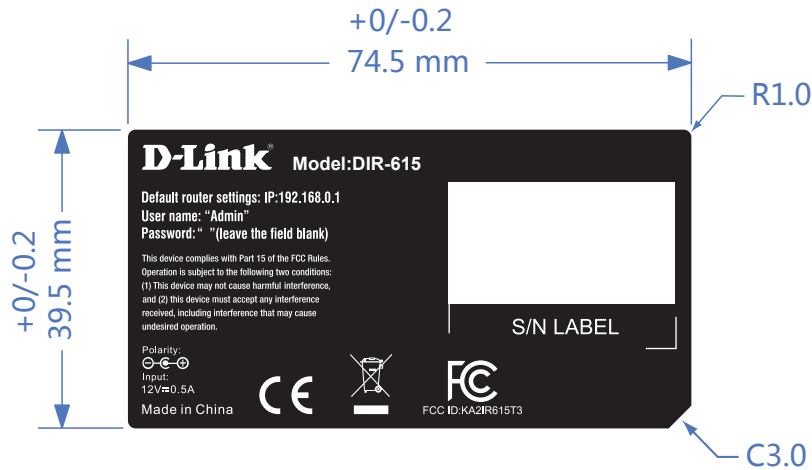 +0/-0.2
74.5 mm
R1.0
+0/-0.2
39.5 mm
D-Link® Model:DIR-615
Default router settings: IP:192.168.0.1
User name: “Admin”
Password:“  ”(leave the field blank)
This device complies with Part 15 of the FCC Rules.
Operation is subject to the following two conditions:
(1) This device may not cause harmful interference,
and (2) this device must accept any interference
received, including interference that may cause
undesired operation.
S/N LABEL
Polarity:
Input:
12V⎓0.5A
Made in China
CE
FC
FCC ID:KA2IR615T3
C3.0